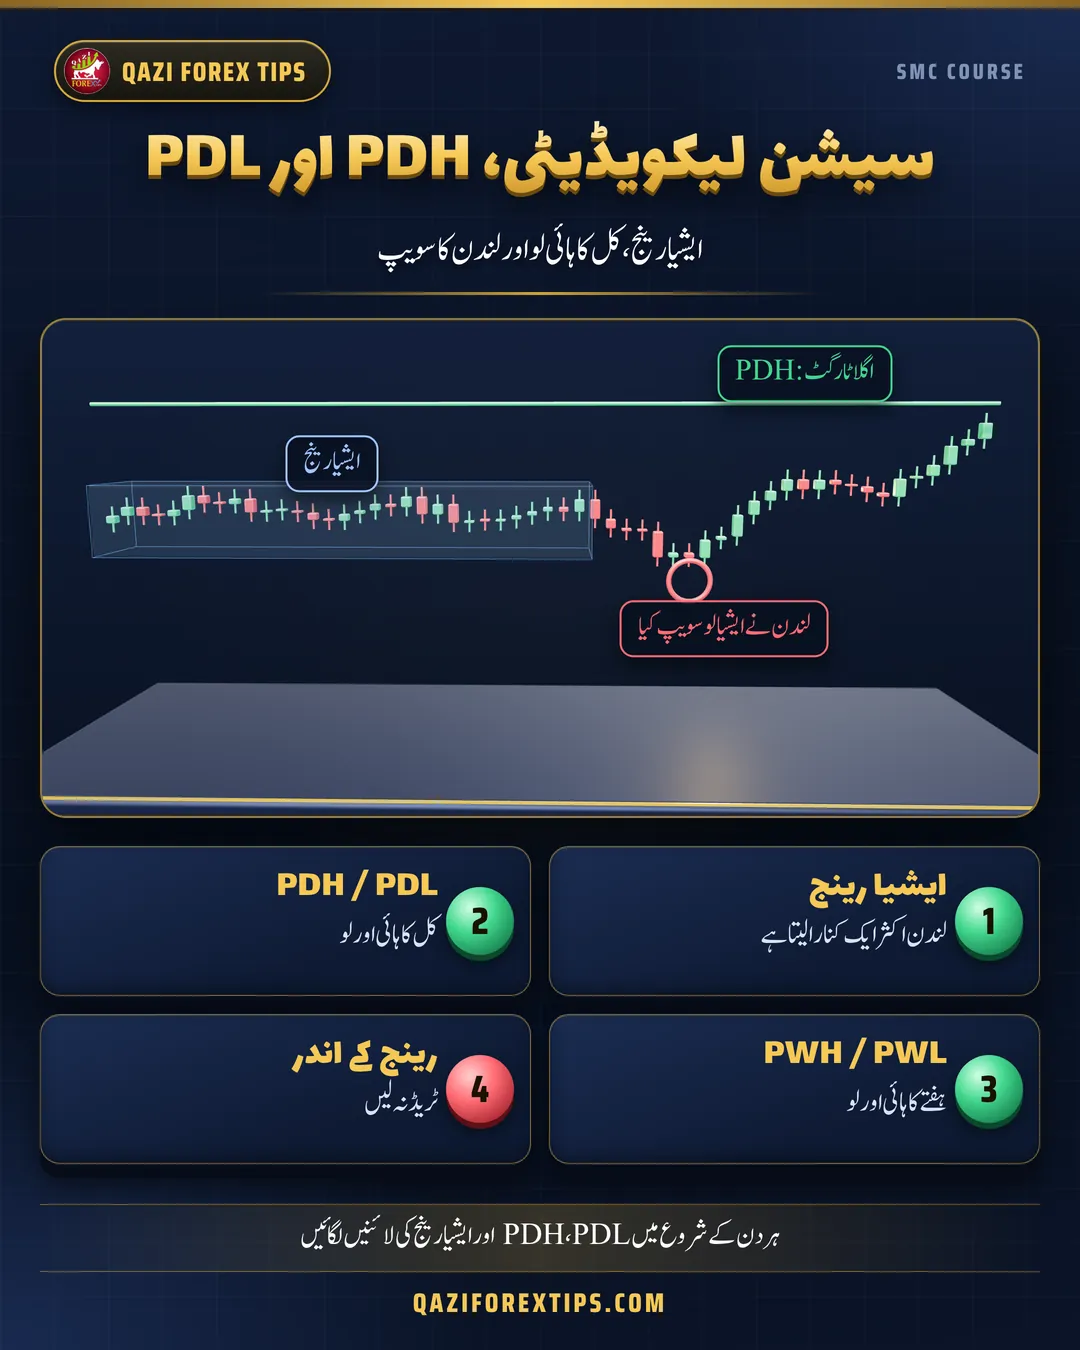 QAZI FOREX TIPS
SMC COURSE
سیشن لیکویڈیٹی، PDH اور PDL
ایشیا رینج، کل کا ہائی لو اور لندن کا سویپ
اگلا ٹارگٹ: PDH
ایشیا رینج
لندن نے ایشیا لو سویپ کیا
1
ایشیا رینج
لندن اکثر ایک کنارا لیتا ہے
2
PDH / PDL
کل کا ہائی اور لو
3
PWH / PWL
ہفتے کا ہائی اور لو
4
رینج کے اندر
ٹریڈ نہ لیں
ہر دن کے شروع میں PDH، PDL اور ایشیا رینج کی لائنیں لگائیں
QAZIFOREXTIPS.COM